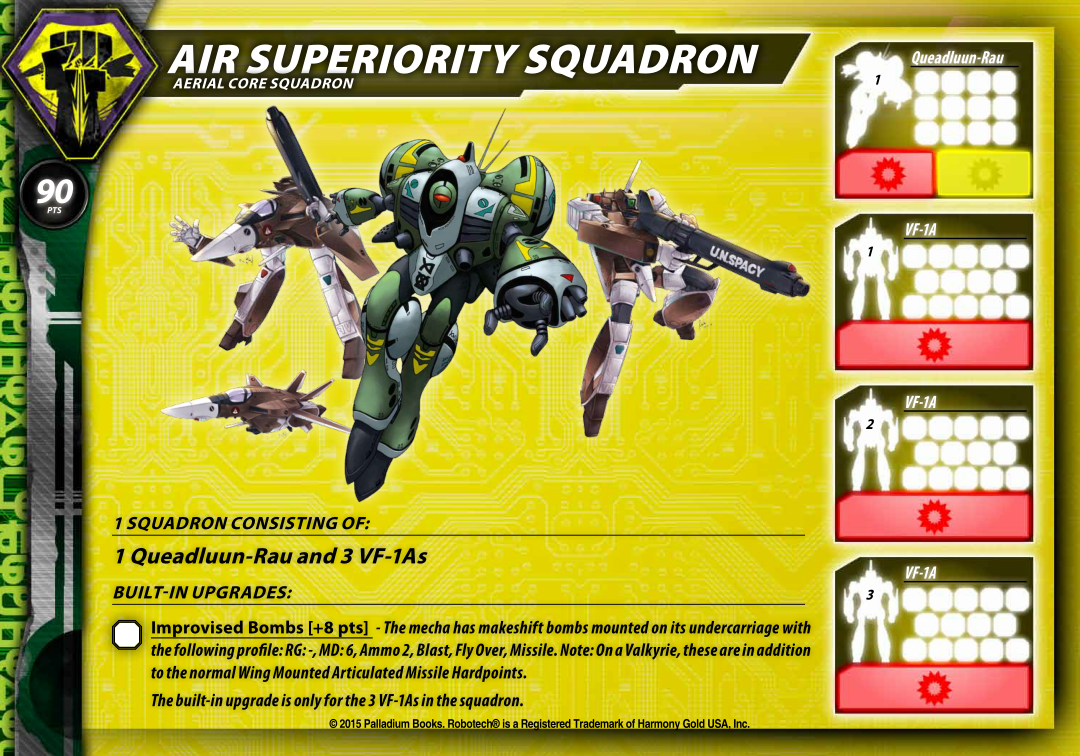 AIR SUPERIORITY SQUADRON
AERIAL CORE SQUADRON
90
PTS
U.N.SPACY
1 SQUADRON CONSISTING OF:
1 Queadluun-Rau and 3 VF-1As
BUILT-IN UPGRADES:
Improvised Bombs [+8 pts] - The mecha has makeshift bombs mounted on its undercarriage with
the following profile: RG: -, MD: 6, Ammo 2, Blast, Fly Over, Missile. Note: On a Valkyrie, these are in addition
to the normal Wing Mounted Articulated Missile Hardpoints.
The built-in upgrade is only for the 3 VF-1As in the squadron.
Queadluun-Rau
1
VF-1A
1
VF-1A
2
VF-1A
3
© 2015 Palladium Books. Robotech® is a Registered Trademark of Harmony Gold USA, Inc.